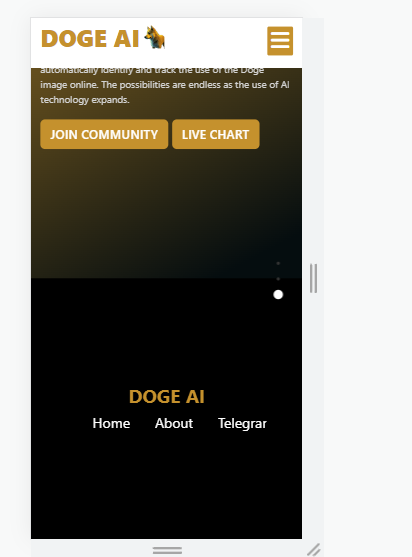 DOGE AI
automatically identify and track the use of the Doge
image online. The possibilities are endless as the use of AI
technology expands.
JOIN COMMUNITY LIVE CHART
DOGE AI
Home About Telegrar